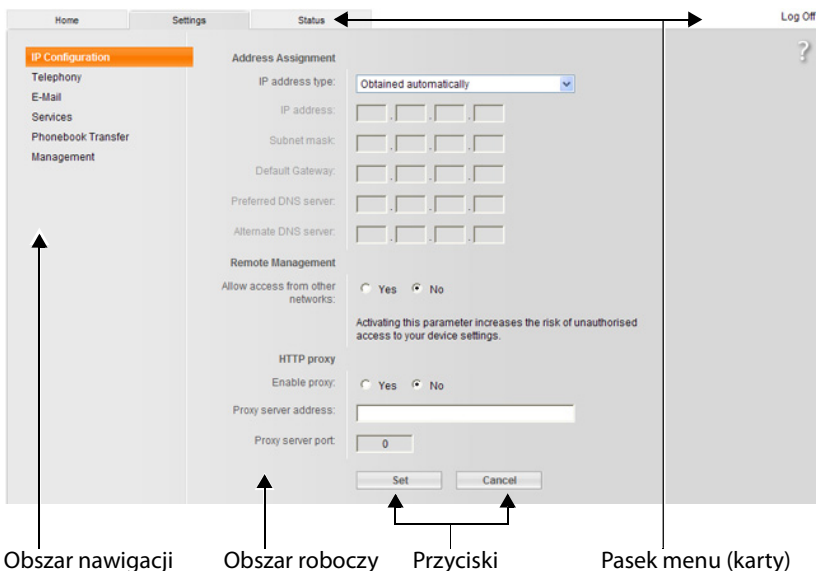 Home Settings Status Log Off
?
IP Configuration
Telephony
E-Mail
Services
Phonebook Transfer
Management
Address Assignment
IP address type: Obtained automatically
IP address: . . .
Subnet mask: . . .
Default Gateway: . . .
Preferred DNS server: . . .
Alternate DNS server: . . .
Remote Management
Allow access from other
networks: Yes No
Activating this parameter increases the risk of unauthorised
access to your device settings.
HTTP proxy
Enable proxy: Yes No
Proxy server address:
Proxy server port: 0
Set Cancel
Obszar nawigacji Obszar roboczy Przyciski Pasek menu (karty)